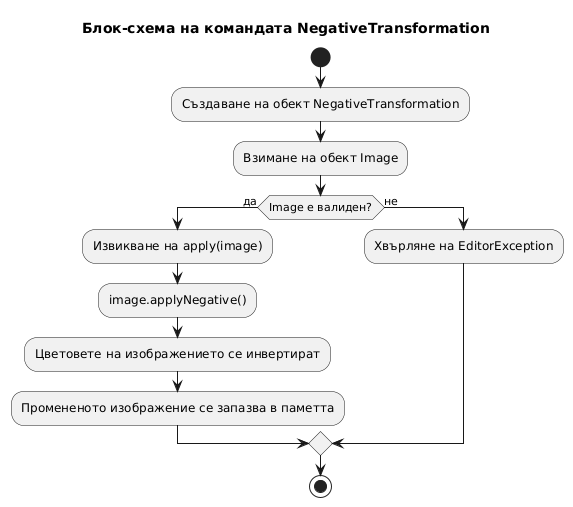 Блок-схема на командата NegativeTransformation
Създаване на обект NegativeTransformation
Взимане на обект Image
Image е валиден?
да
не
Извикване на apply(image)
Хвърляне на EditorException
image.applyNegative()
Цветовете на изображението се инвертират
Промененото изображение се запазва в паметта